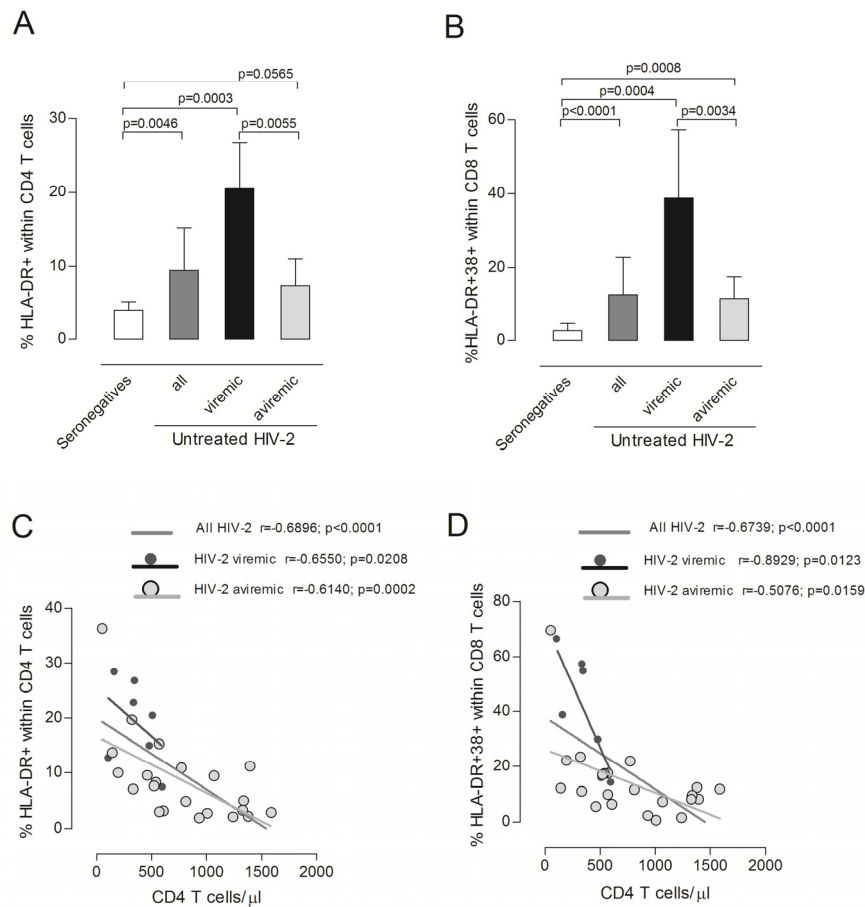 A
p=0.0565
p=0.0003
p=0.0046 p=0.0055
% HLA-DR+ within CD4 T cells
30
20
10
0
Seronegatives all viremic aviremic
Untreated HIV-2
B
p=0.0008
p=0.0004
p<0.0001 p=0.0034
%HLA-DR+38+ within CD8 T cells
60
40
20
0
Seronegatives all viremic aviremic
Untreated HIV-2
C
All HIV-2 r=-0.6896; p<0.0001
HIV-2 viremic r=-0.6550; p=0.0208
HIV-2 aviremic r=-0.6140; p=0.0002
% HLA-DR+ within CD4 T cells
40
30
20
10
0
0 500 1000 1500 2000
CD4 T cells/μl
D
All HIV-2 r=-0.6739; p<0.0001
HIV-2 viremic r=-0.8929; p=0.0123
HIV-2 aviremic r=-0.5076; p=0.0159
% HLA-DR+38+ within CD8 T cells
80
60
40
20
0
0 500 1000 1500 2000
CD4 T cells/μl